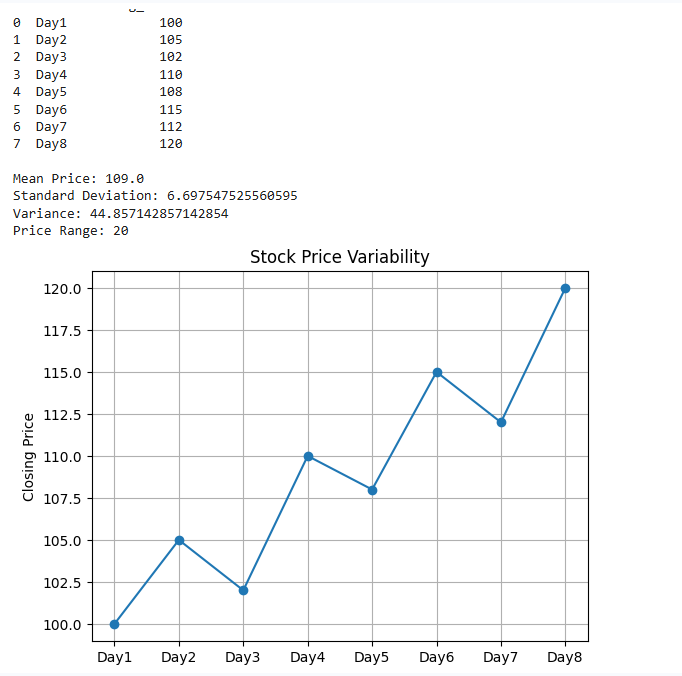 0 Day1 100
1 Day2 105
2 Day3 102
3 Day4 110
4 Day5 108
5 Day6 115
6 Day7 112
7 Day8 120
Mean Price: 109.0
Standard Deviation: 6.697547525560595
Variance: 44.857142857142854
Price Range: 20
Stock Price Variability
120.0
117.5
115.0
112.5
110.0
107.5
105.0
102.5
100.0
Closing Price
Day1 Day2 Day3 Day4 Day5 Day6 Day7 Day8